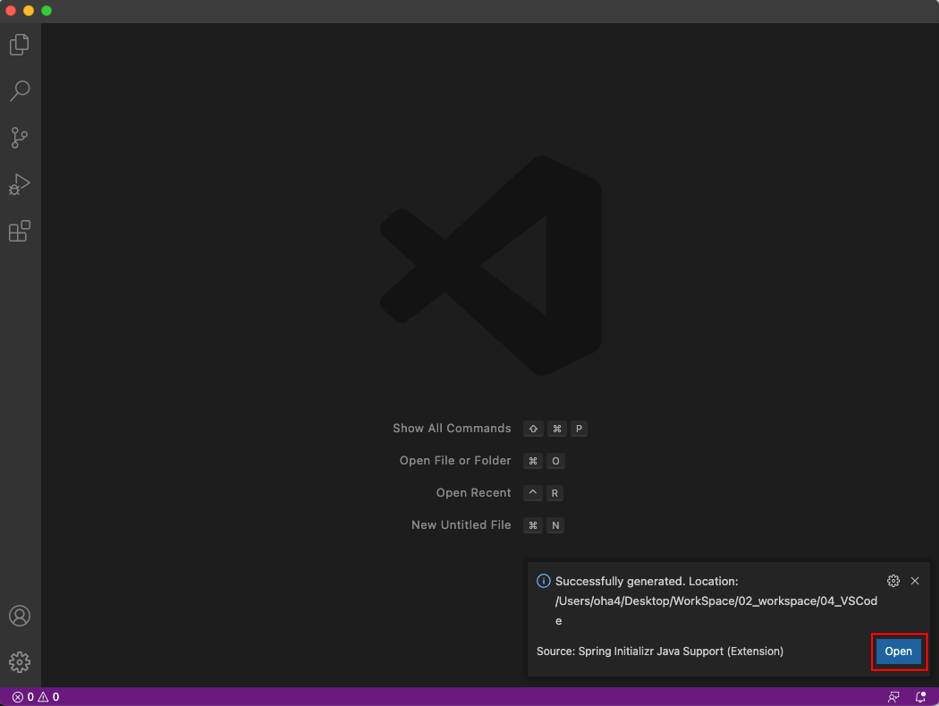 Show All Commands ⇧ ⌘ P
Open File or Folder ⌘ O
Open Recent ^ R
New Untitled File ⌘ N
Successfully generated. Location:
/Users/oha4/Desktop/WorkSpace/02_workspace/04_VSCod
e
Source: Spring Initializr Java Support (Extension)
Open
0 0